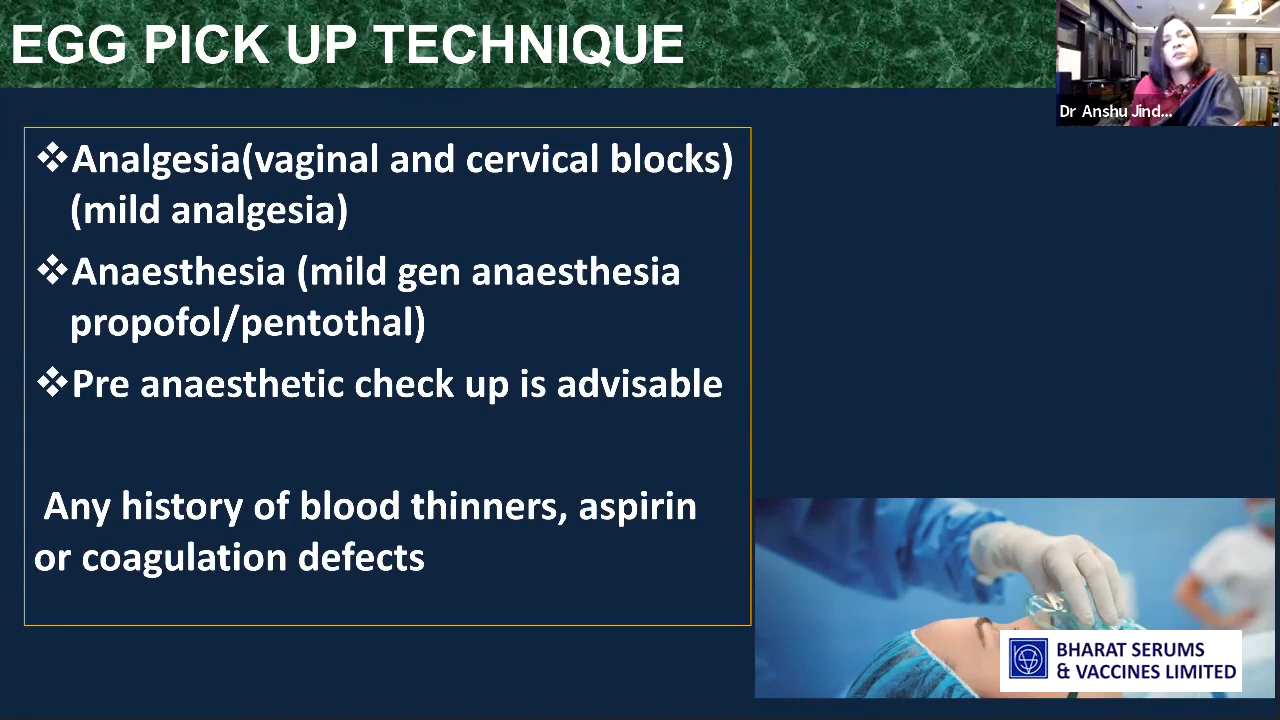 EGG PICK UP TECHNIQUE
Dr Anshu Jind...
❖Analgesia(vaginal and cervical blocks)
(mild analgesia)
❖Anaesthesia (mild gen anaesthesia
propofol/pentothal)
❖Pre anaesthetic check up is advisable
Any history of blood thinners, aspirin
or coagulation defects
BHARAT SERUMS
& VACCINES LIMITED